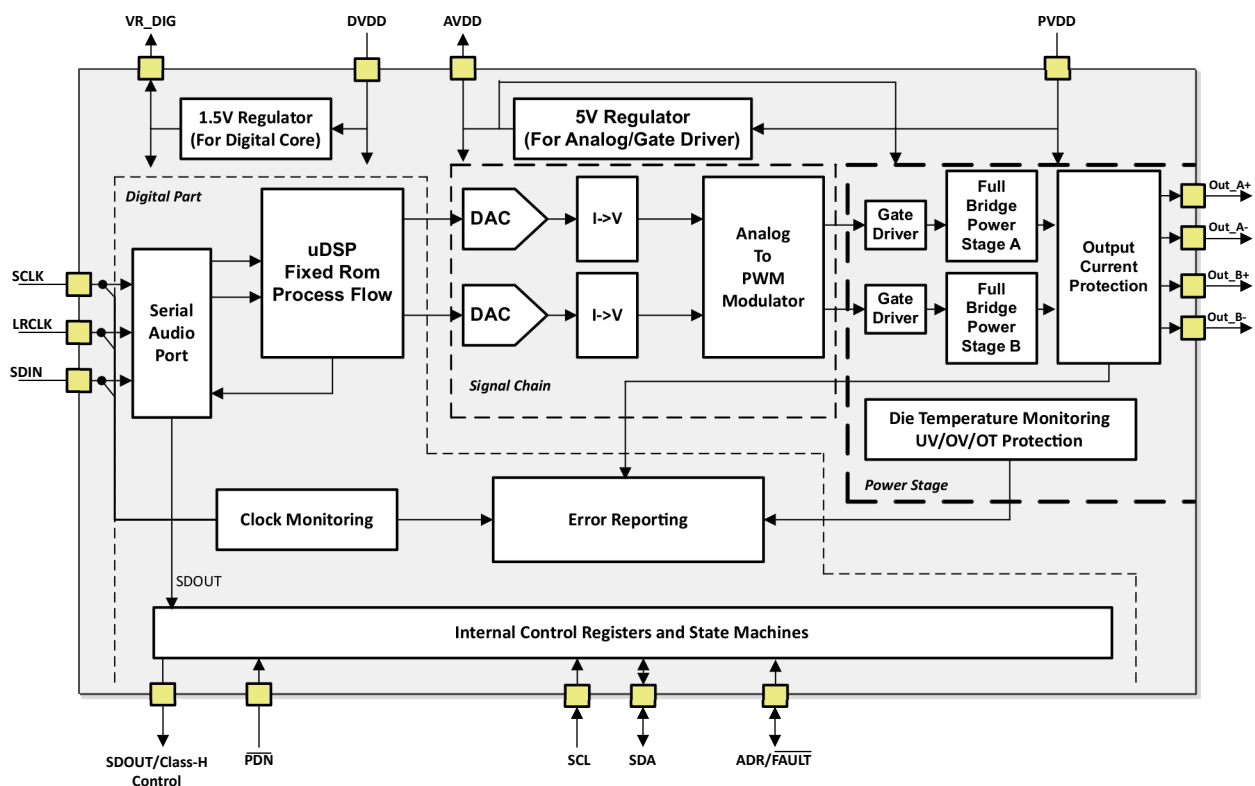 VR_DIG
DVDD
AVDD
PVDD
1.5V Regulator
(For Digital Core)
5V Regulator
(For Analog/Gate Driver)
Digital Part
uDSP
Fixed Rom
Process Flow
Serial
Audio
Port
SCLK
LRCLK
SDIN
DAC
I->V
DAC
I->V
Analog
To
PWM
Modulator
Signal Chain
Gate
Driver
Full
Bridge
Power
Stage A
Gate
Driver
Full
Bridge
Power
Stage B
Output
Current
Protection
Out_A+
Out_A-
Out_B+
Out_B-
Die Temperature Monitoring
UV/OV/OT Protection
Power Stage
Clock Monitoring
Error Reporting
SDOUT
Internal Control Registers and State Machines
SDOUT/Class-H
Control
PDN
SCL
SDA
ADR/FAULT